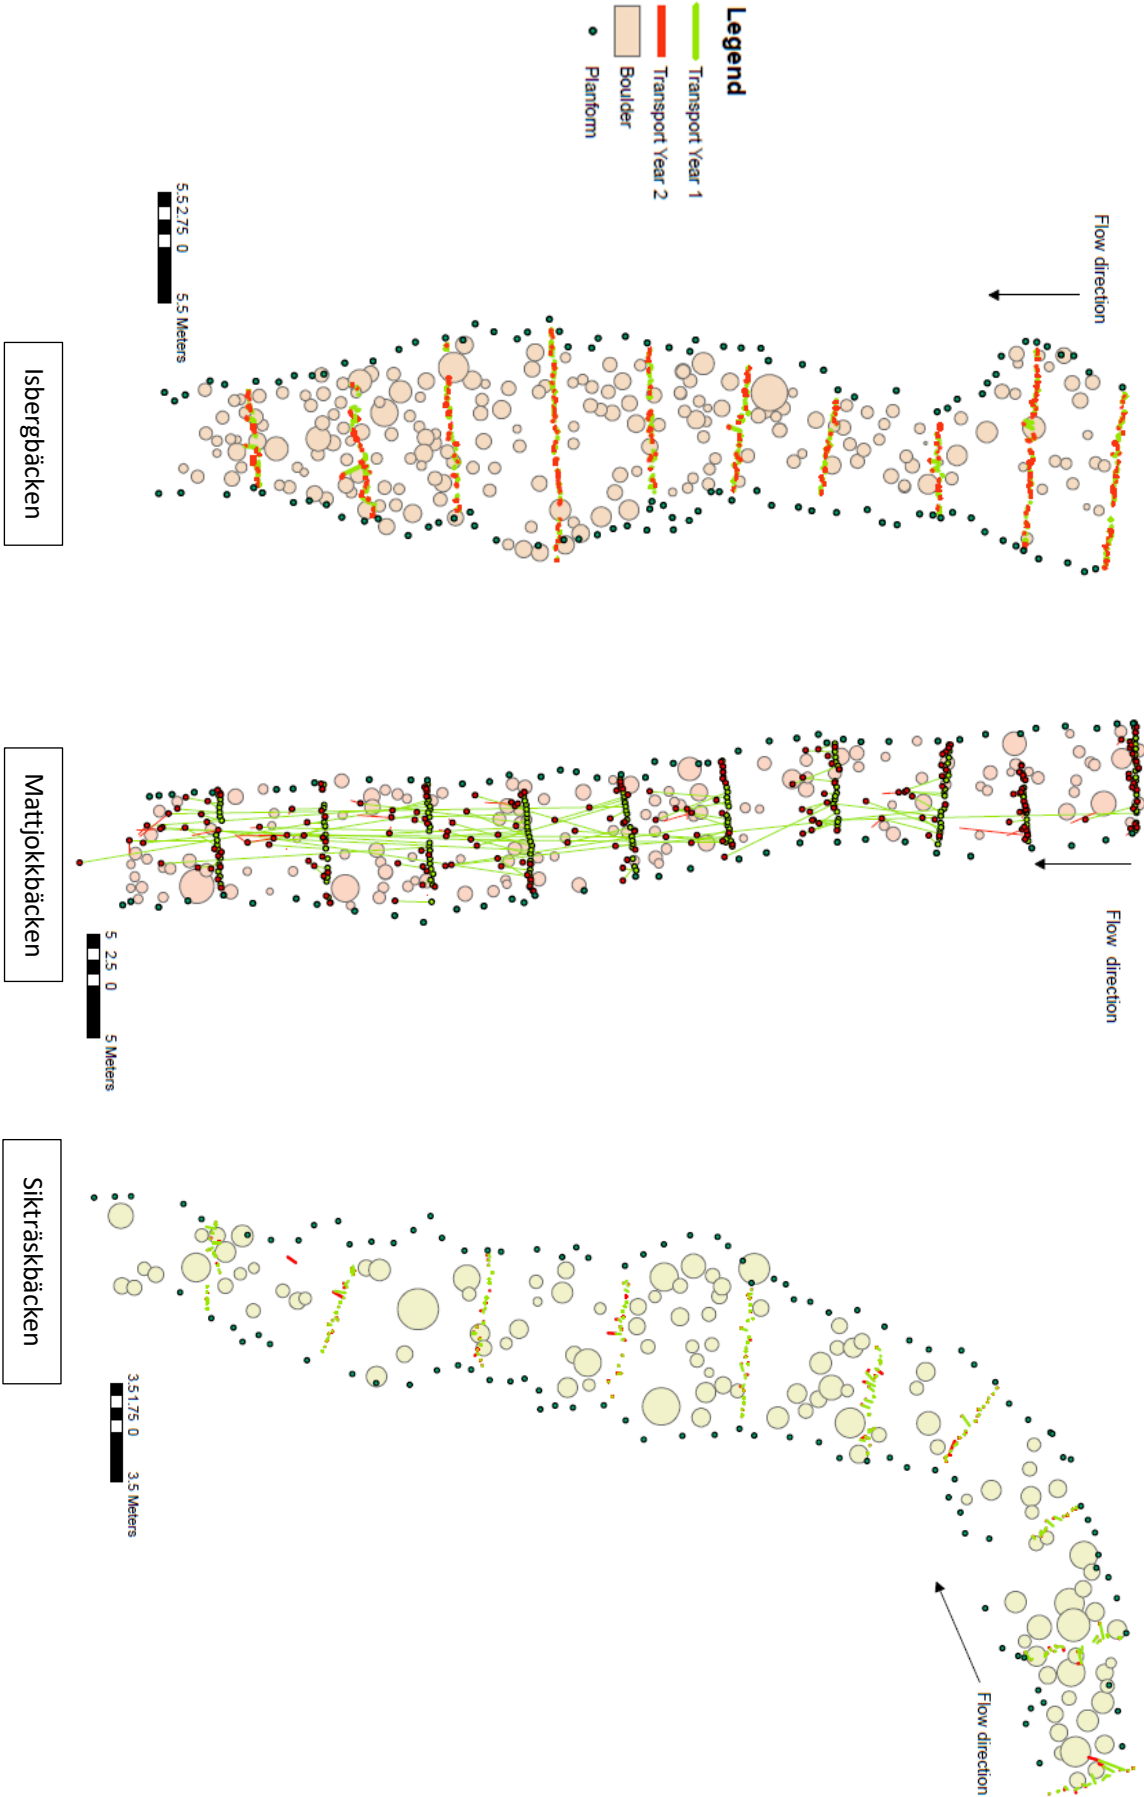 Legend
Transport Year 1
Transport Year 2
Boulder
Planform
Flow direction
5.5 2.75 0 5.5 Meters
Isbergbäcken
Flow direction
5 2.5 0 5 Meters
Mattjokkbäcken
Flow direction
3.5 1.75 0 3.5 Meters
Sikträskbäcken